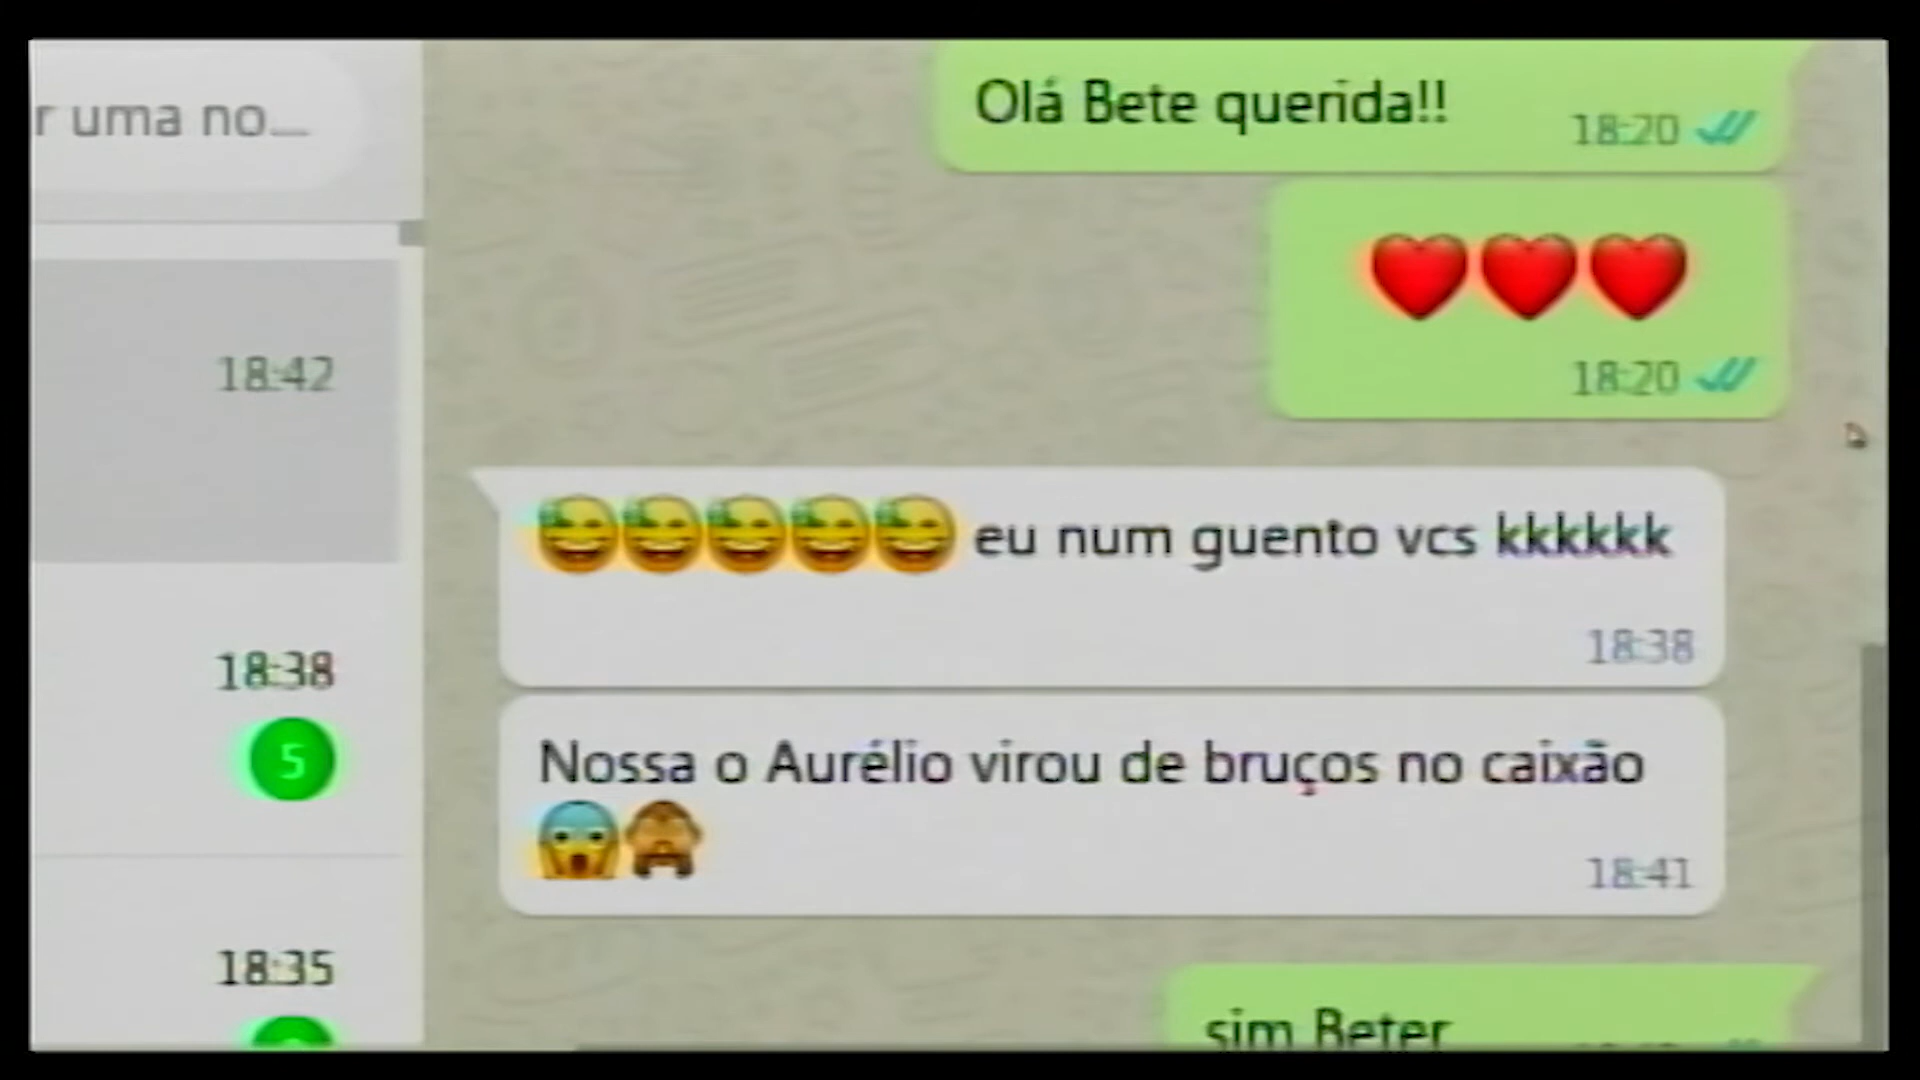 r uma no...
18:42
18:38
5
18:35
Olá Bete querida!!
18:20
18:20
eu num guento vcs kkkkkk
18:38
Nossa o Aurélio virou de bruços no caixão
18:41
sim Beter